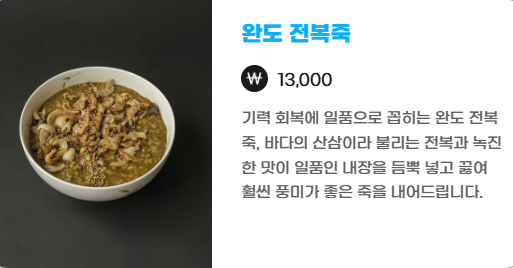 완도 전복죽
₩ 13,000
기력 회복에 일품으로 꼽히는 완도 전복
죽, 바다의 산삼이라 불리는 전복과 녹진
한 맛이 일품인 내장을 듬뿍 넣고 끓여
훨씬 풍미가 좋은 죽을 내어드립니다.